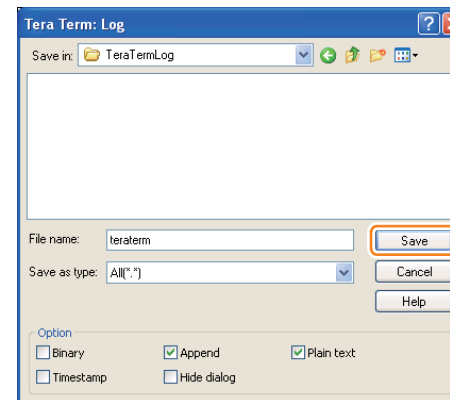 Tera Term: Log
Save in: TeraTermLog
File name: teraterm Save
Save as type: All(*.*) Cancel
Help
Option
Binary Append Plain text
Timestamp Hide dialog